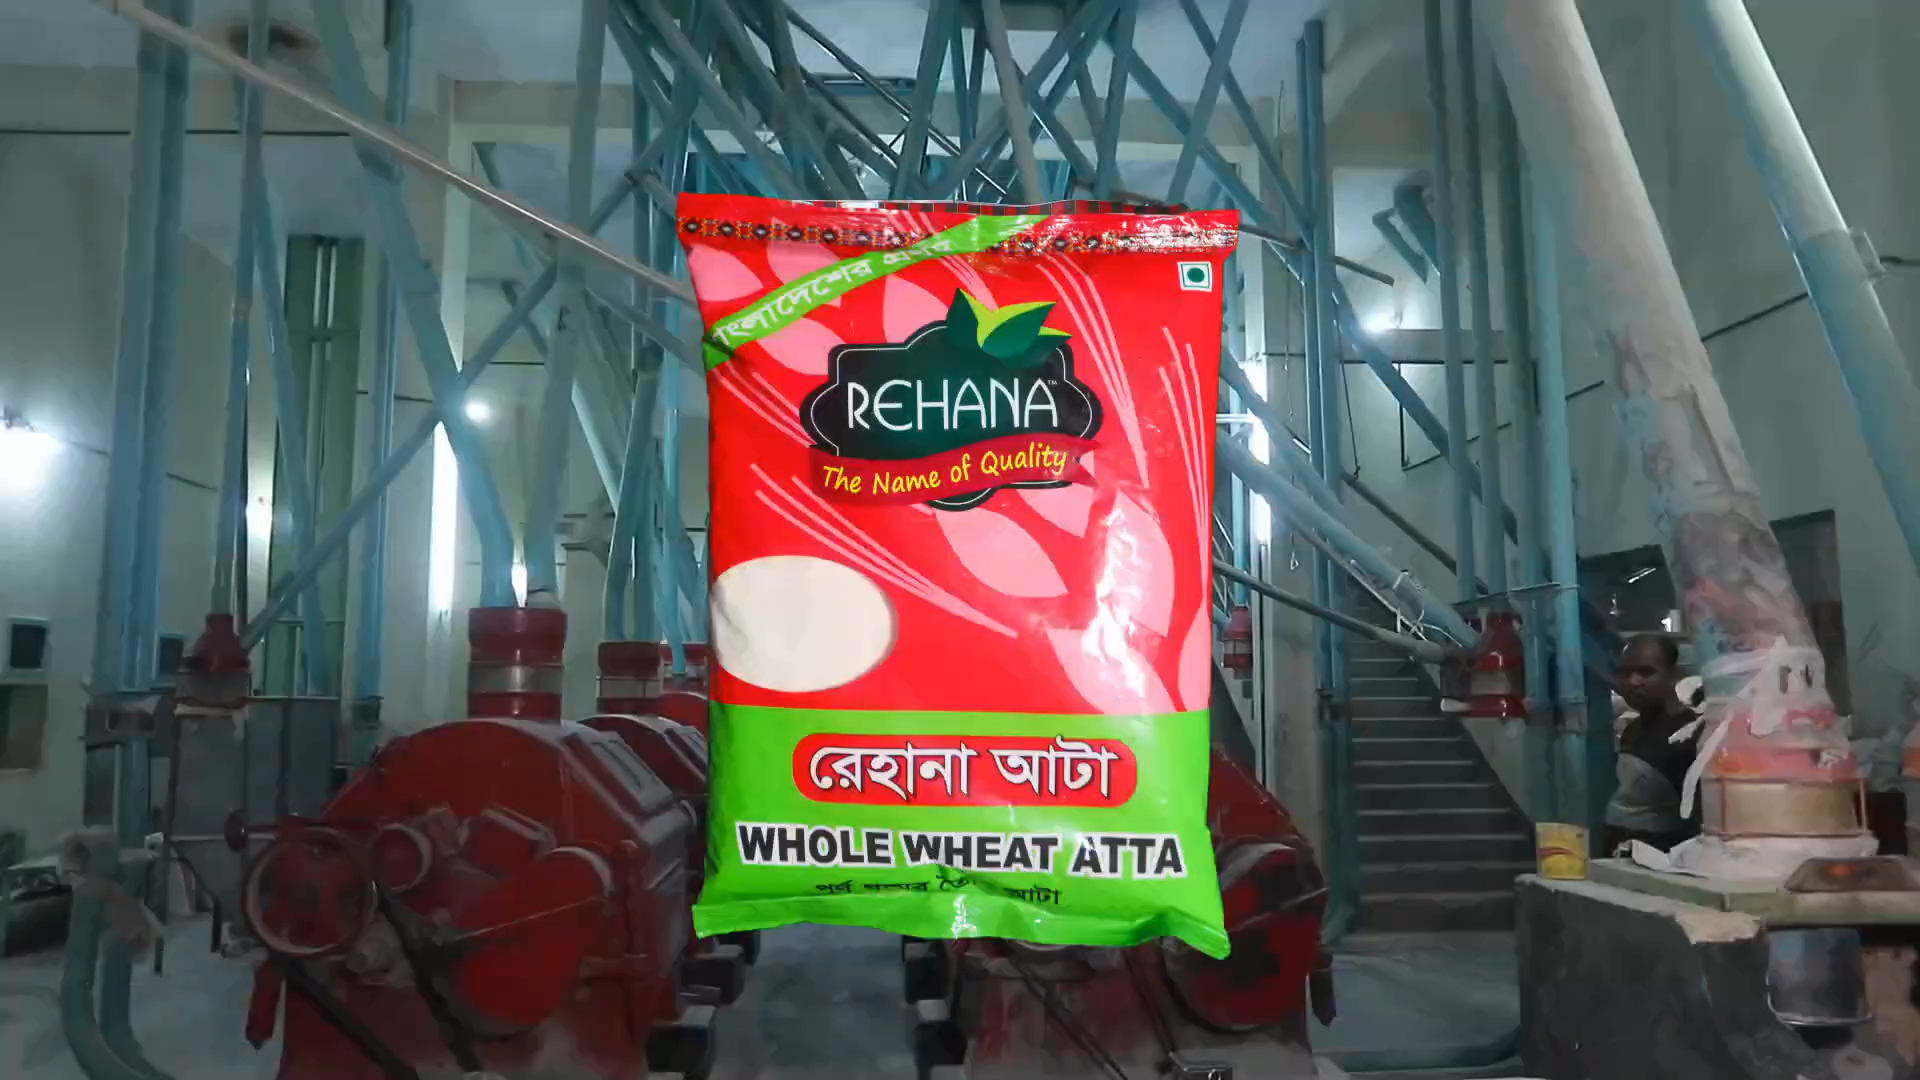 বাংলাদেশের
REHANA™
The Name of Quality
রেহানা আটা
WHOLE WHEAT ATTA
আটা